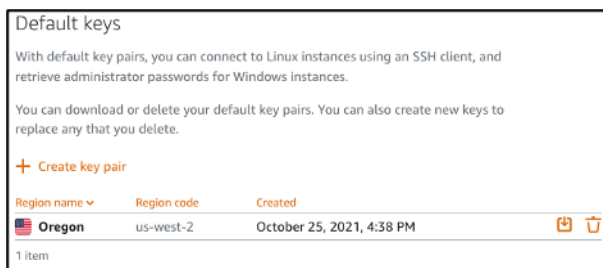 Default keys
With default key pairs, you can connect to Linux instances using an SSH client, and
retrieve administrator passwords for Windows instances.
You can download or delete your default key pairs. You can also create new keys to
replace any that you delete.
+ Create key pair
Region name Region code Created
Oregon us-west-2 October 25, 2021, 4:38 PM
1 item